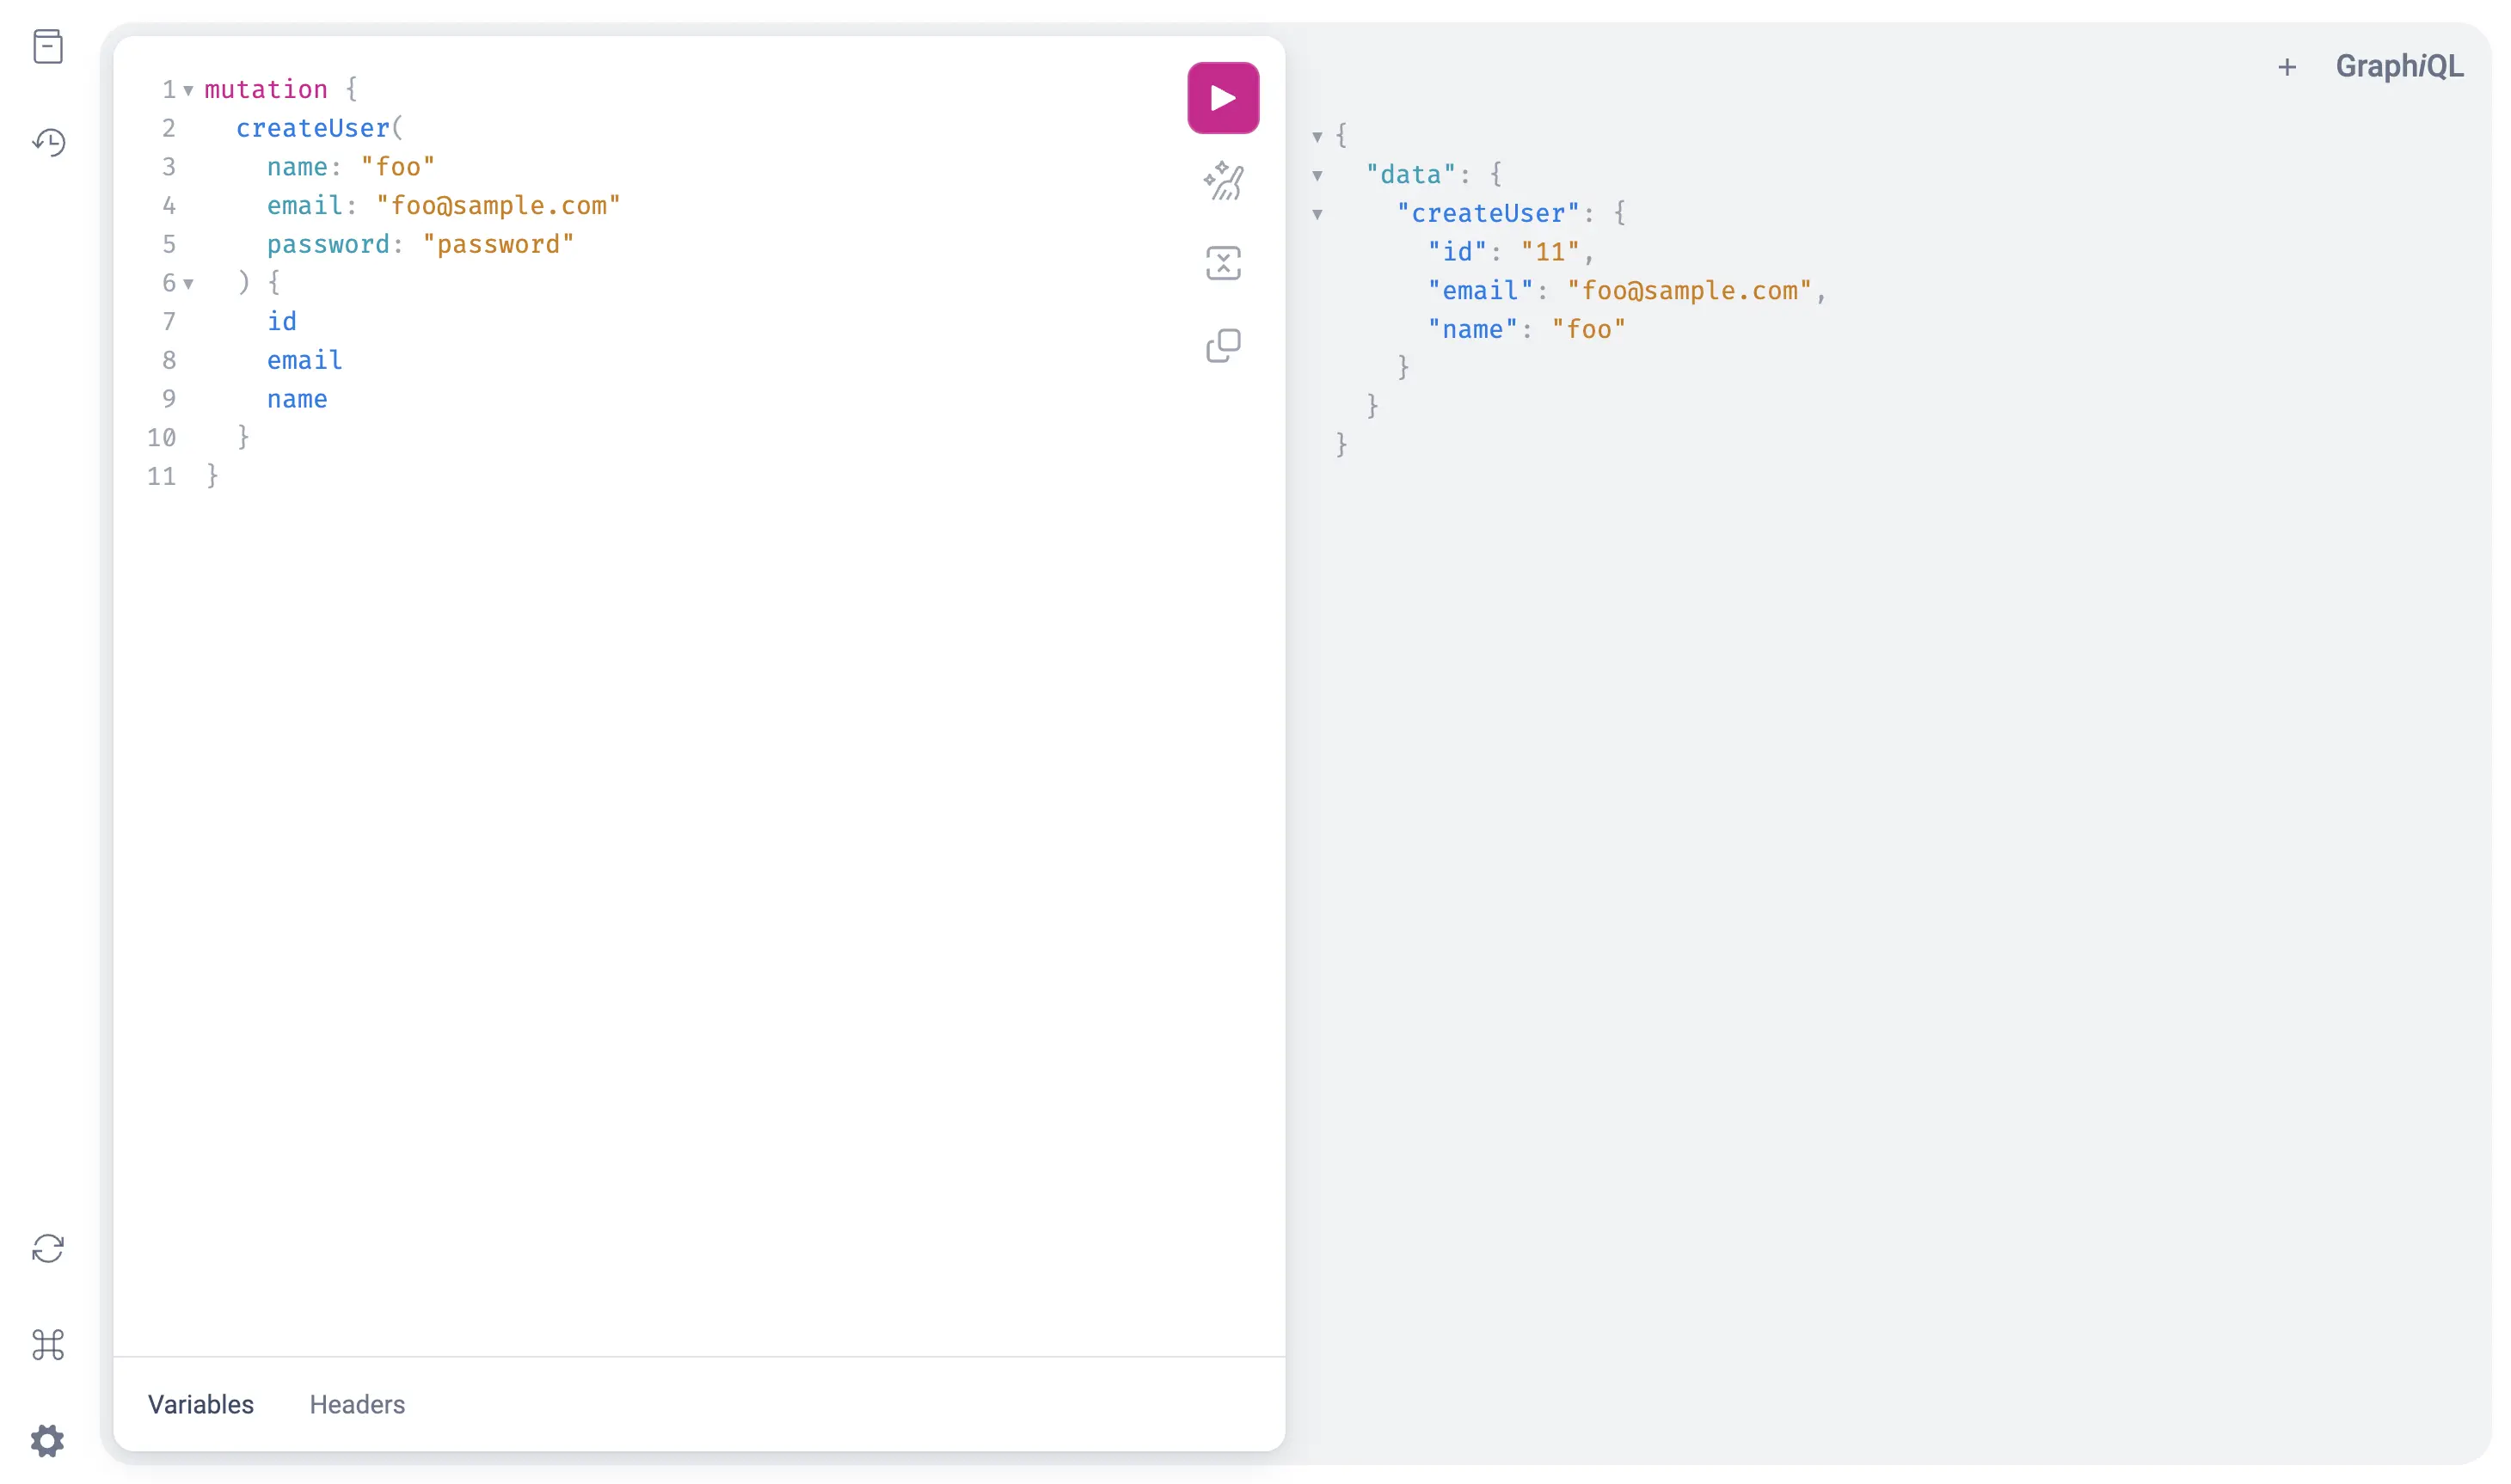 1 mutation {
2   createUser(
3     name: "foo"
4     email: "foo@sample.com"
5     password: "password"
6   ) {
7     id
8     email
9     name
10   }
11 }
Variables Headers
+ GraphiQL
{
  "data": {
    "createUser": {
      "id": "11",
      "email": "foo@sample.com",
      "name": "foo"
    }
  }
}